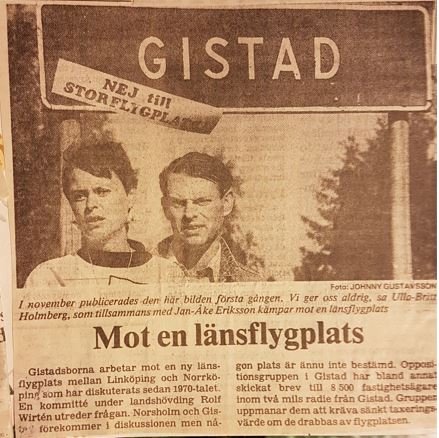 GISTAD
NEJ till
STORFLYGPLATS
Foto: JOHNNY GUSTAVSSON
I november publicerades den här bilden första gången. Vi ger oss aldrig, sa Ulla-Britt
Holmberg, som tillsammans med Jan-Åke Eriksson kämpar mot en länsflygplats
Mot en länsflygplats
Gistadsborna arbetar mot en ny läns-
flygplats mellan Linköping och Norrkö-
ping som har diskuterats sedan 1970-talet.
En kommitté under landshövding Rolf
Wirtén utreder frågan. Norsholm och Gis-
förekommer i diskussionen men nå-
gon plats är ännu inte bestämd. Opposi-
tionsgruppen i Gistad har bland annat
skickat brev till 8 500 fastighetsägare
inom två mils radie från Gistad. Gruppen
uppmanar dem att kräva sänkt taxerings-
värde om de drabbas av flygplatsen.